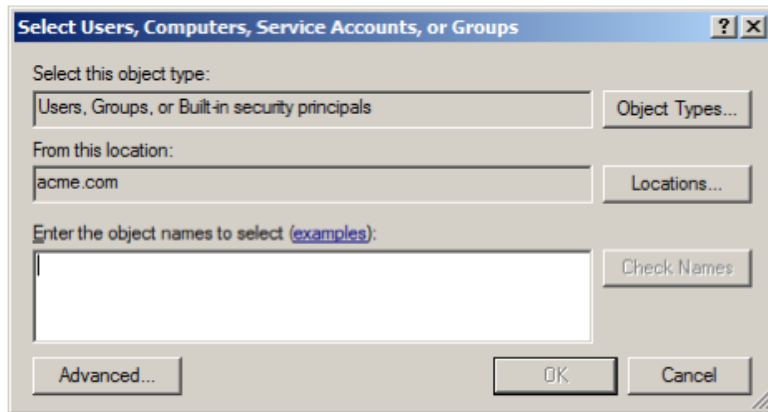 Select Users, Computers, Service Accounts, or Groups
Select this object type:
Users, Groups, or Built-in security principals
Object Types...
From this location:
acme.com
Locations...
Enter the object names to select (examples):
Check Names
Advanced...
OK
Cancel